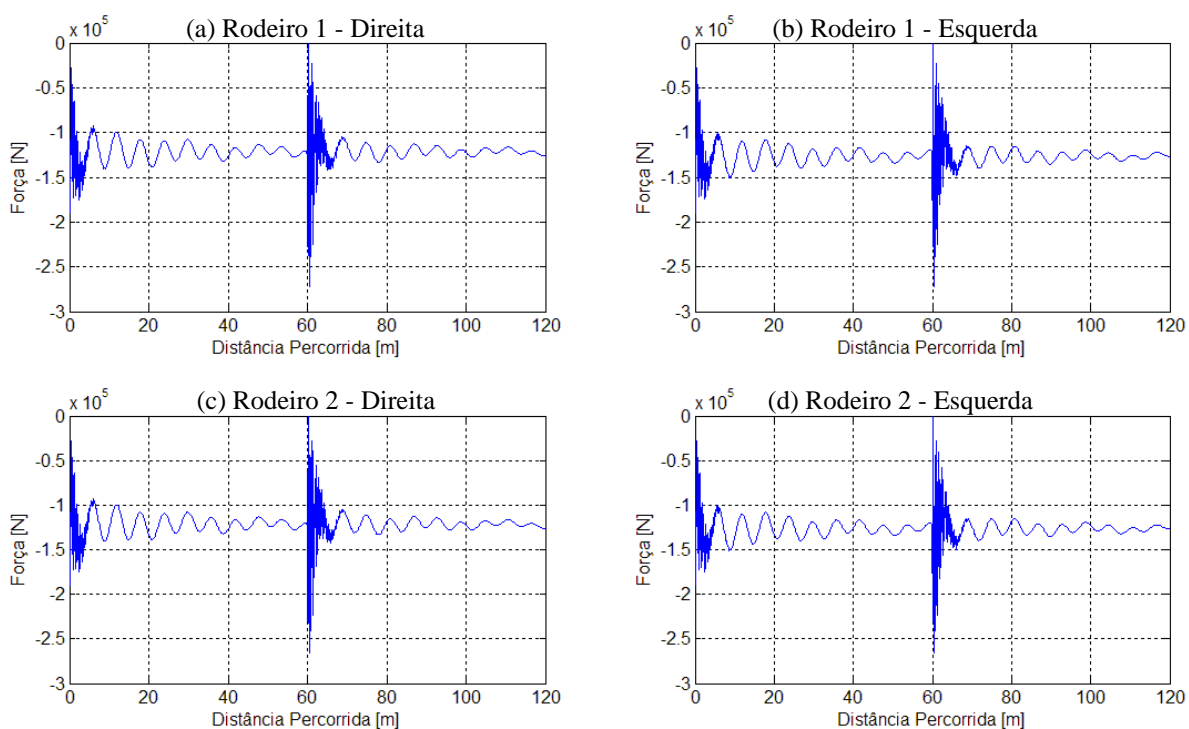 (a) Rodeiro 1 - Direita
x 10^5
0
-0.5
-1
-1.5
-2
-2.5
-3
Força [N]
0 20 40 60 80 100 120
Distância Percorrida [m]
(b) Rodeiro 1 - Esquerda
x 10^5
0
-0.5
-1
-1.5
-2
-2.5
-3
Força [N]
0 20 40 60 80 100 120
Distância Percorrida [m]
(c) Rodeiro 2 - Direita
x 10^5
0
-0.5
-1
-1.5
-2
-2.5
-3
Força [N]
0 20 40 60 80 100 120
Distância Percorrida [m]
(d) Rodeiro 2 - Esquerda
x 10^5
0
-0.5
-1
-1.5
-2
-2.5
-3
Força [N]
0 20 40 60 80 100 120
Distância Percorrida [m]